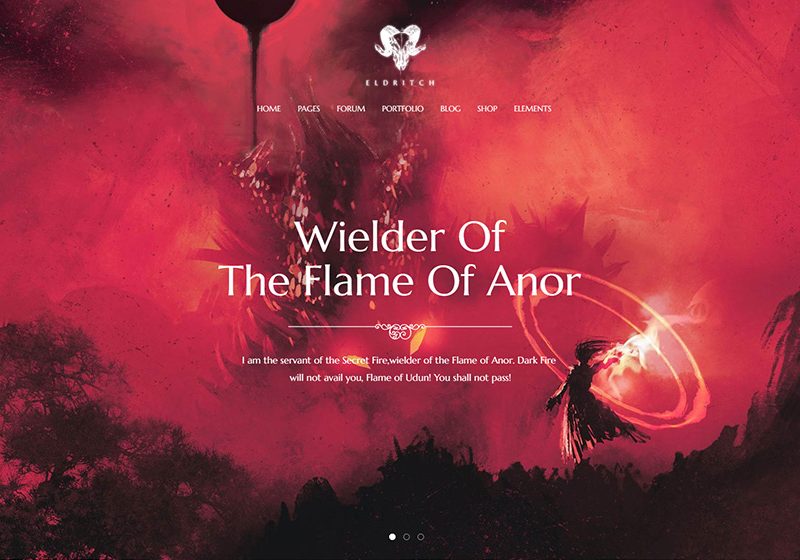 ELDRITCH
HOME PAGES FORUM PORTFOLIO BLOG SHOP ELEMENTS
Wielder Of
The Flame Of Anor
I am the servant of the Secret Fire,wielder of the Flame of Anor. Dark Fire
will not avail you, Flame of Udun! You shall not pass!